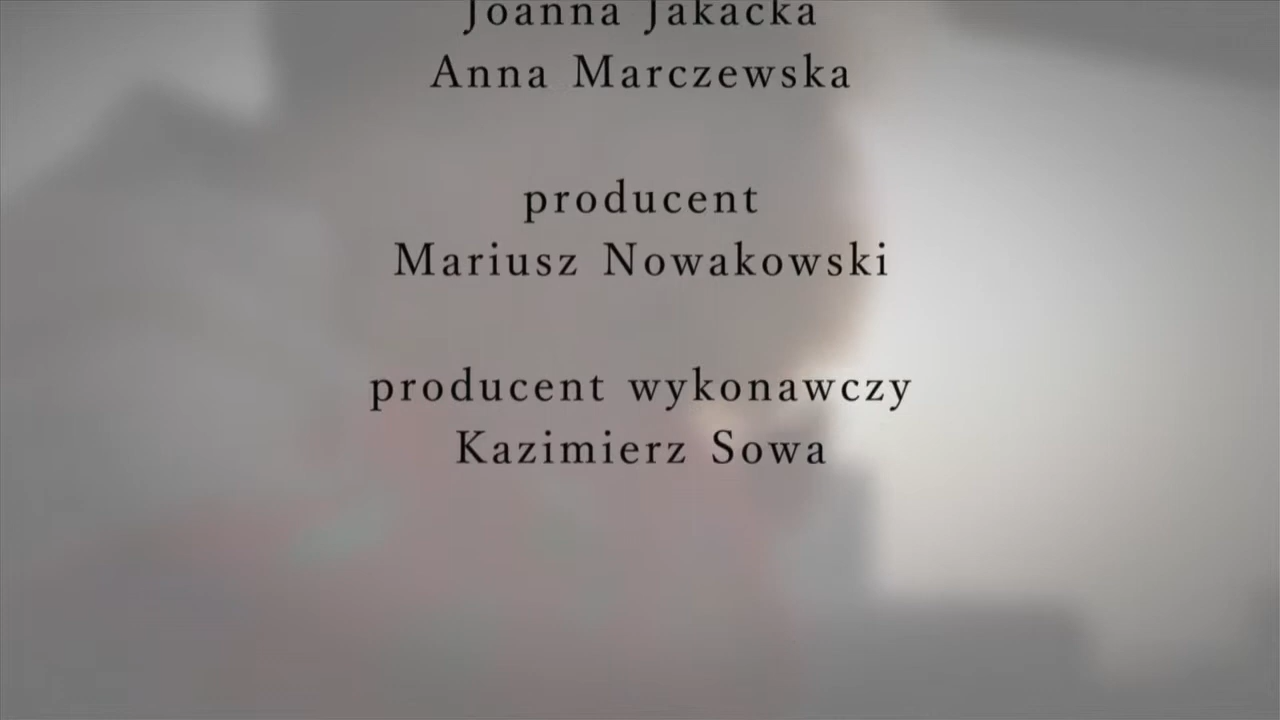 Joanna Jakacka
Anna Marczewska
producent
Mariusz Nowakowski
producent wykonawczy
Kazimierz Sowa